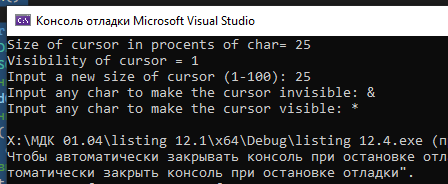 Консоль отладки Microsoft Visual Studio
Size of cursor in procents of char= 25
Visibility of cursor = 1
Input a new size of cursor (1-100): 25
Input any char to make the cursor invisible: &
Input any char to make the cursor visible: *
X:\МДК 01.04\listing 12.1\x64\Debug\listing 12.4.exe (п
Чтобы автоматически закрывать консоль при остановке отл
томатически закрыть консоль при остановке отладки".